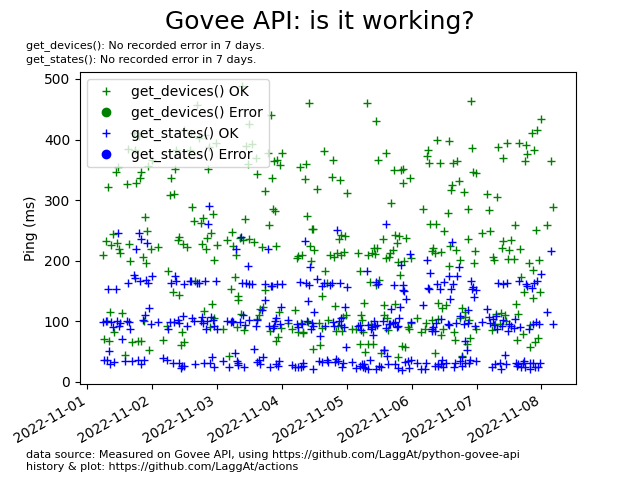 Govee API: is it working?
get_devices(): No recorded error in 7 days.
get_states(): No recorded error in 7 days.
get_devices() OK
get_devices() Error
get_states() OK
get_states() Error
Ping (ms)
500
400
300
200
100
0
2022-11-01
2022-11-02
2022-11-03
2022-11-04
2022-11-05
2022-11-06
2022-11-07
2022-11-08
data source: Measured on Govee API, using https://github.com/LaggAt/python-govee-api
history & plot: https://github.com/LaggAt/actions